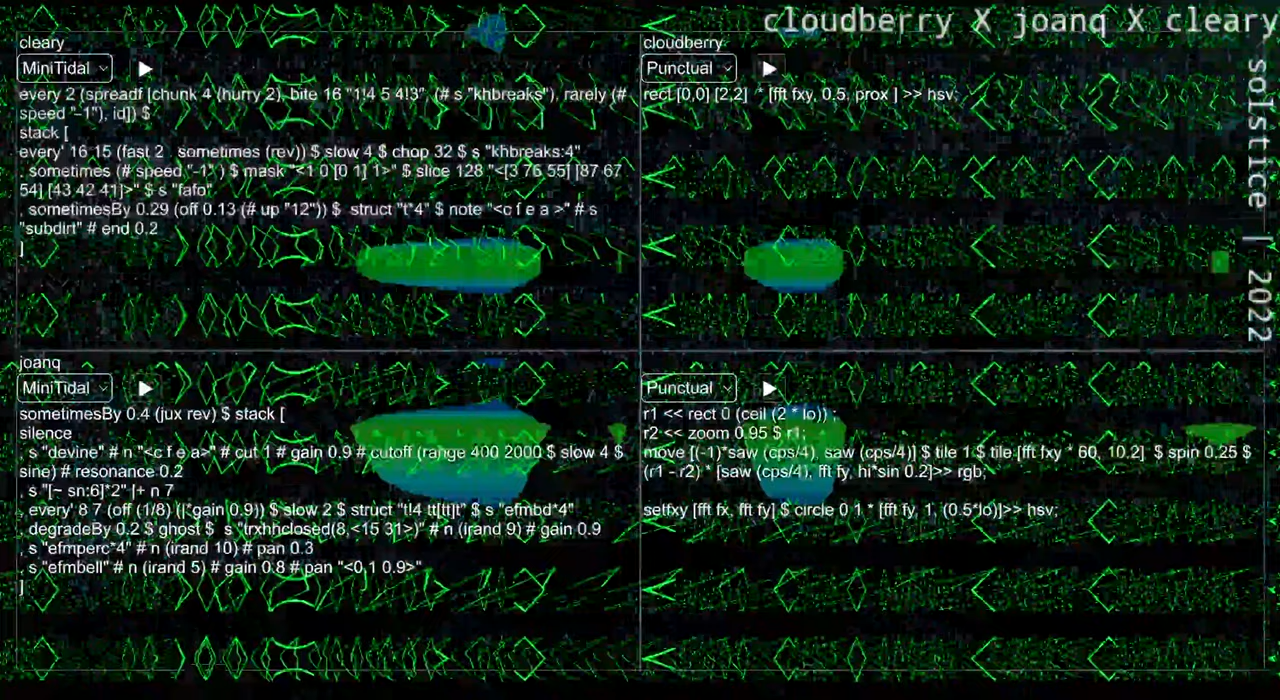 cloudberry X joanq X cleary
solstice | 2022
cleary
MiniTidal
every 2 (spreadf [chunk 4 (hurry 2), bite 16 "1!4 5 4!3", (# s "khbreaks"), rarely (#
speed "-1"), id]) $
stack [
every' 16 15 (fast 2 . sometimes (rev)) $ slow 4 $ chop 32 $ s "khbreaks:4"
, sometimes (# speed "-1" ) $ mask "<1 0 [0 1] 1>" $ slice 128 "<[3 76 55] [87 67
54] [43 42 41]>" $ s "fafo"
, sometimesBy 0.29 (off 0.13 (# up "12")) $ struct "t*4" $ note "<c f e a >" # s
"subdirt" # end 0.2
]
cloudberry
Punctual
rect [0,0] [2,2] * [fft fxy, 0.5, prox ] >> hsv;
joanq
MiniTidal
sometimesBy 0.4 (jux rev) $ stack [
silence
, s "devine" # n "<c f e a>" # cut 1 # gain 0.9 # cutoff (range 400 2000 $ slow 4 $
sine) # resonance 0.2
, s "[~ sn:6]*2" |+ n 7
, every' 8 7 (off (1/8) (|*gain 0.9)) $ slow 2 $ struct "t!4 tt[tt]t" $ s "efmbd*4"
, degradeBy 0.2 $ ghost $ s "trxhhclosed(8,<15 31>)" # n (irand 9) # gain 0.9
, s "efmperc*4" # n (irand 10) # pan 0.3
, s "efmbell" # n (irand 5) # gain 0.8 # pan "<0.1 0.9>"
]
Punctual
r1 << rect 0 (ceil (2 * lo)) ;
r2 << zoom 0.95 $ r1;
move [(-1)*saw (cps/4), saw (cps/4)] $ tile 1 $ tile [fft fxy * 60, 10.2] $ spin 0.25 $
(r1 - r2) * [saw (cps/4), fft fy, hi*sin 0.2]>> rgb;
setfxy [fft fx, fft fy] $ circle 0 1 * [fft fy, 1, (0.5*lo)]>> hsv;